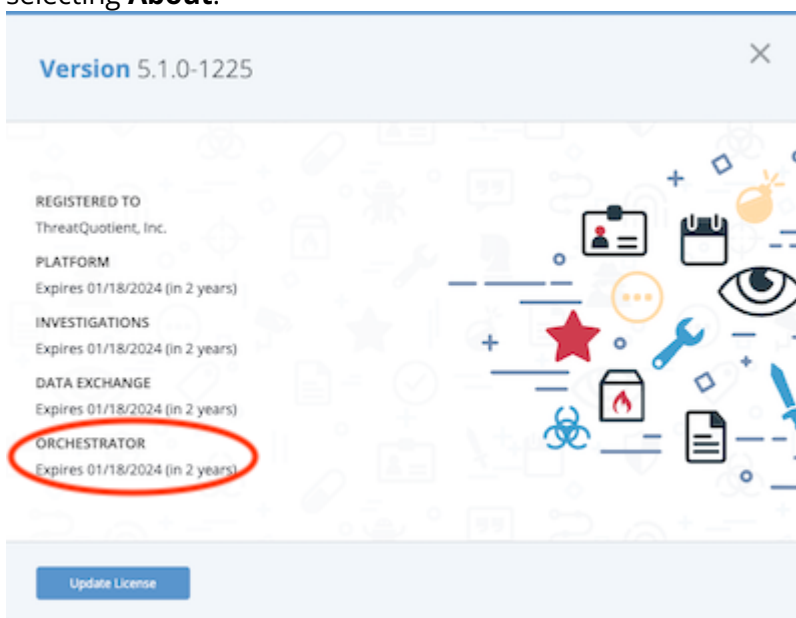 selecting About.
Version 5.1.0-1225
REGISTERED TO
ThreatQuotient, Inc.
PLATFORM
Expires 01/18/2024 (in 2 years)
INVESTIGATIONS
Expires 01/18/2024 (in 2 years)
DATA EXCHANGE
Expires 01/18/2024 (in 2 years)
ORCHESTRATOR
Expires 01/18/2024 (in 2 years)
Update License